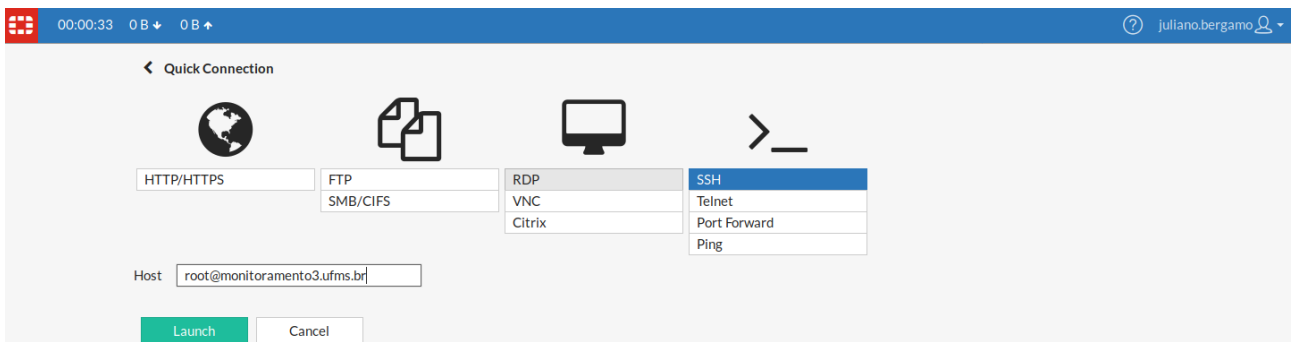 00:00:33 0 B 0 B juliano.bergamo
Quick Connection
HTTP/HTTPS FTP RDP SSH
SMB/CIFS VNC Telnet
Citrix Port Forward
Ping
Host root@monitoramento3.ufms.br
Launch Cancel